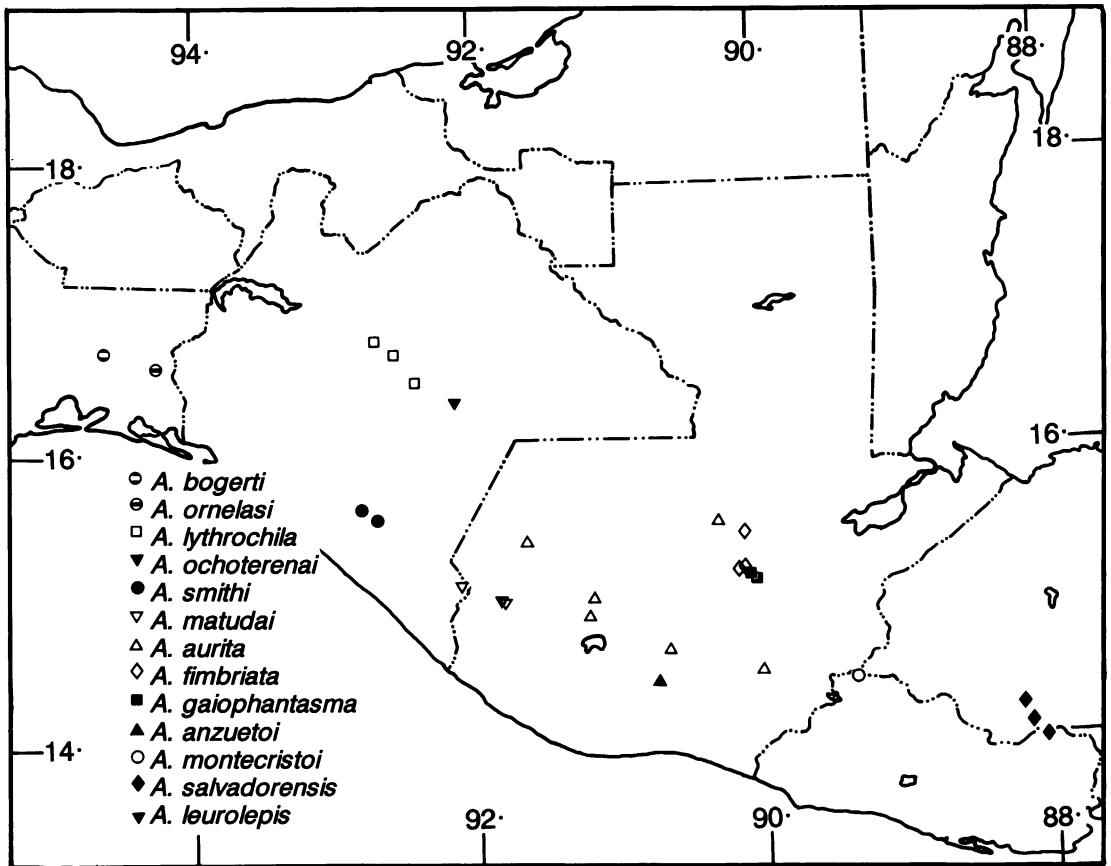 94·
92·
90·
88·
18·
18·
16·
16·
A. bogerti
A. ornelasi
A. lythrochila
A. ochoterenai
A. smithi
A. matudai
A. aurita
A. fimbriata
A. gaiophantasma
A. anzuetoi
14·
A. montecristoi
A. salvadorensis
A. leurolepis
92·
90·
88·